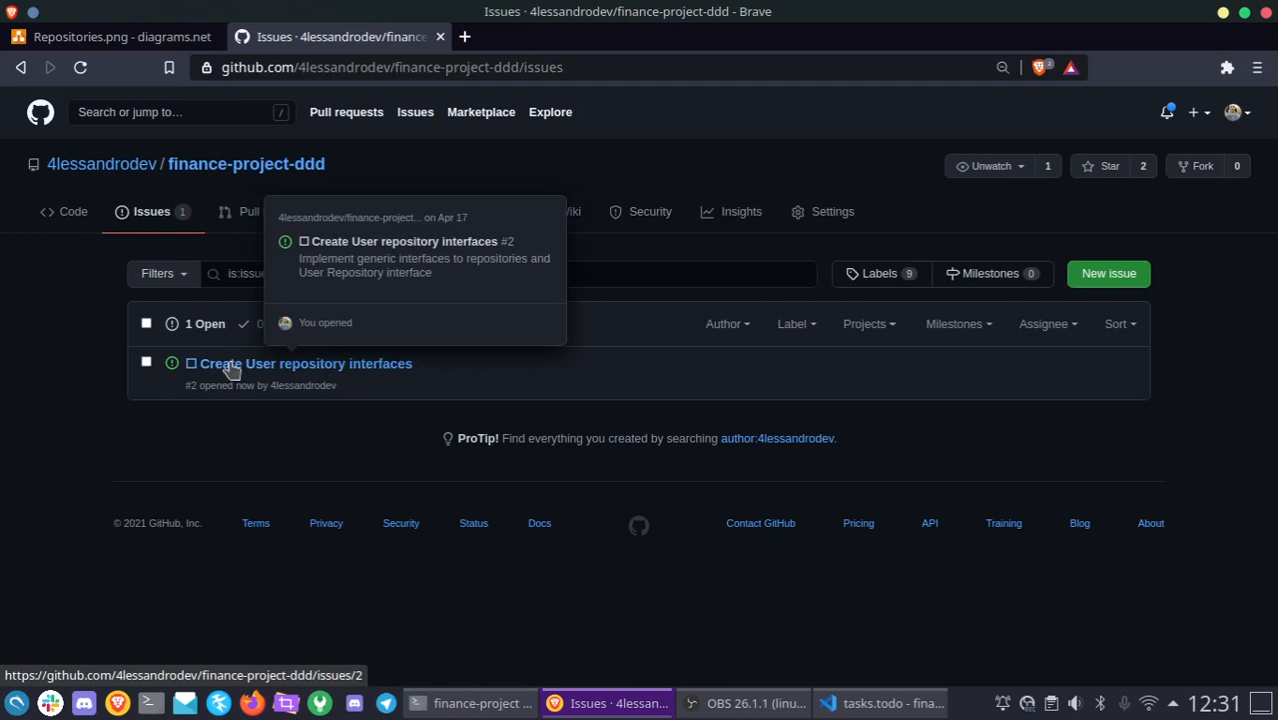 Issues · 4lessandrodev/finance-project-ddd - Brave
Repositories.png - diagrams.net
Issues · 4lessandrodev/finance
github.com/4lessandrodev/finance-project-ddd/issues
3
Search or jump to…
/
Pull requests
Issues
Marketplace
Explore
4lessandrodev / finance-project-ddd
Unwatch 1
Star 2
Fork 0
Code
Issues 1
Pull
Wiki
Security
Insights
Settings
4lessandrodev/finance-project... on Apr 17
Create User repository interfaces #2
Implement generic interfaces to repositories and
User Repository interface
You opened
Filters
is:issue
Labels 9
Milestones 0
New issue
1 Open
0
Author
Label
Projects
Milestones
Assignee
Sort
Create User repository interfaces
#2 opened now by 4lessandrodev
ProTip! Find everything you created by searching author:4lessandrodev.
© 2021 GitHub, Inc.
Terms
Privacy
Security
Status
Docs
Contact GitHub
Pricing
API
Training
Blog
About
https://github.com/4lessandrodev/finance-project-ddd/issues/2
finance-project ...
Issues · 4lessan...
OBS 26.1.1 (linu...
tasks.todo - fina...
12:31